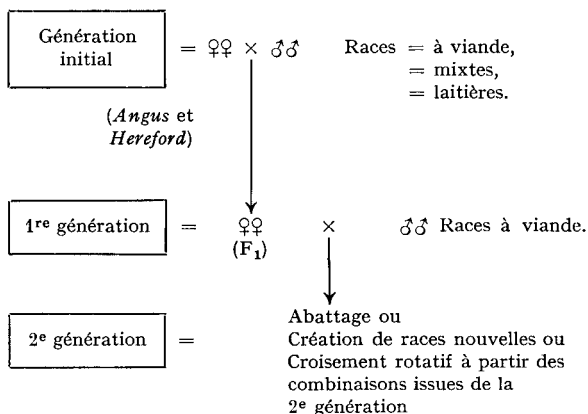 Génération initial = ♀♀ × ♂♂ Races = à viande,
= mixtes,
= laitières.
(Angus et
Hereford)
1re génération = ♀♀ × ♂♂ Races à viande.
(F1)
2e génération = Abattage ou
Création de races nouvelles ou
Croisement rotatif à partir des
combinaisons issues de la
2e génération